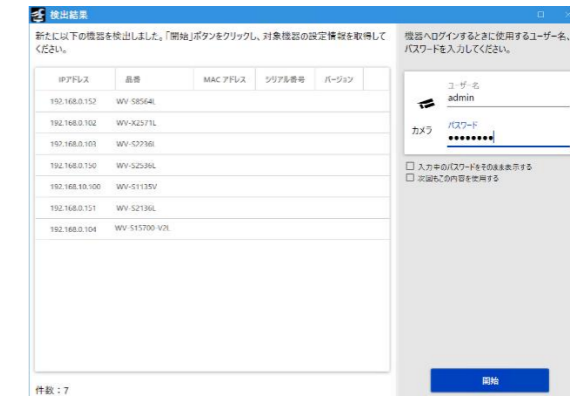 検出結果
新たに以下の機器を検出しました。「開始」ボタンをクリックし、対象機器の設定情報を取得して
ください。
IPアドレス 品番 MAC アドレス シリアル番号 バージョン
192.168.0.152 WV-S8564L
192.168.0.102 WV-X2571L
192.168.0.103 WV-S2236L
192.168.0.150 WV-S2536L
192.168.10.100 WV-S1135V
192.168.0.151 WV-S2136L
192.168.0.104 WV-S15700-V2L
件数：7
機器へログインするときに使用するユーザー名、
パスワードを入力してください。
カメラ
ユーザー名
admin
パスワード
●●●●●●●●
入力中のパスワードをそのまま表示する
次回もこの内容を使用する
開始